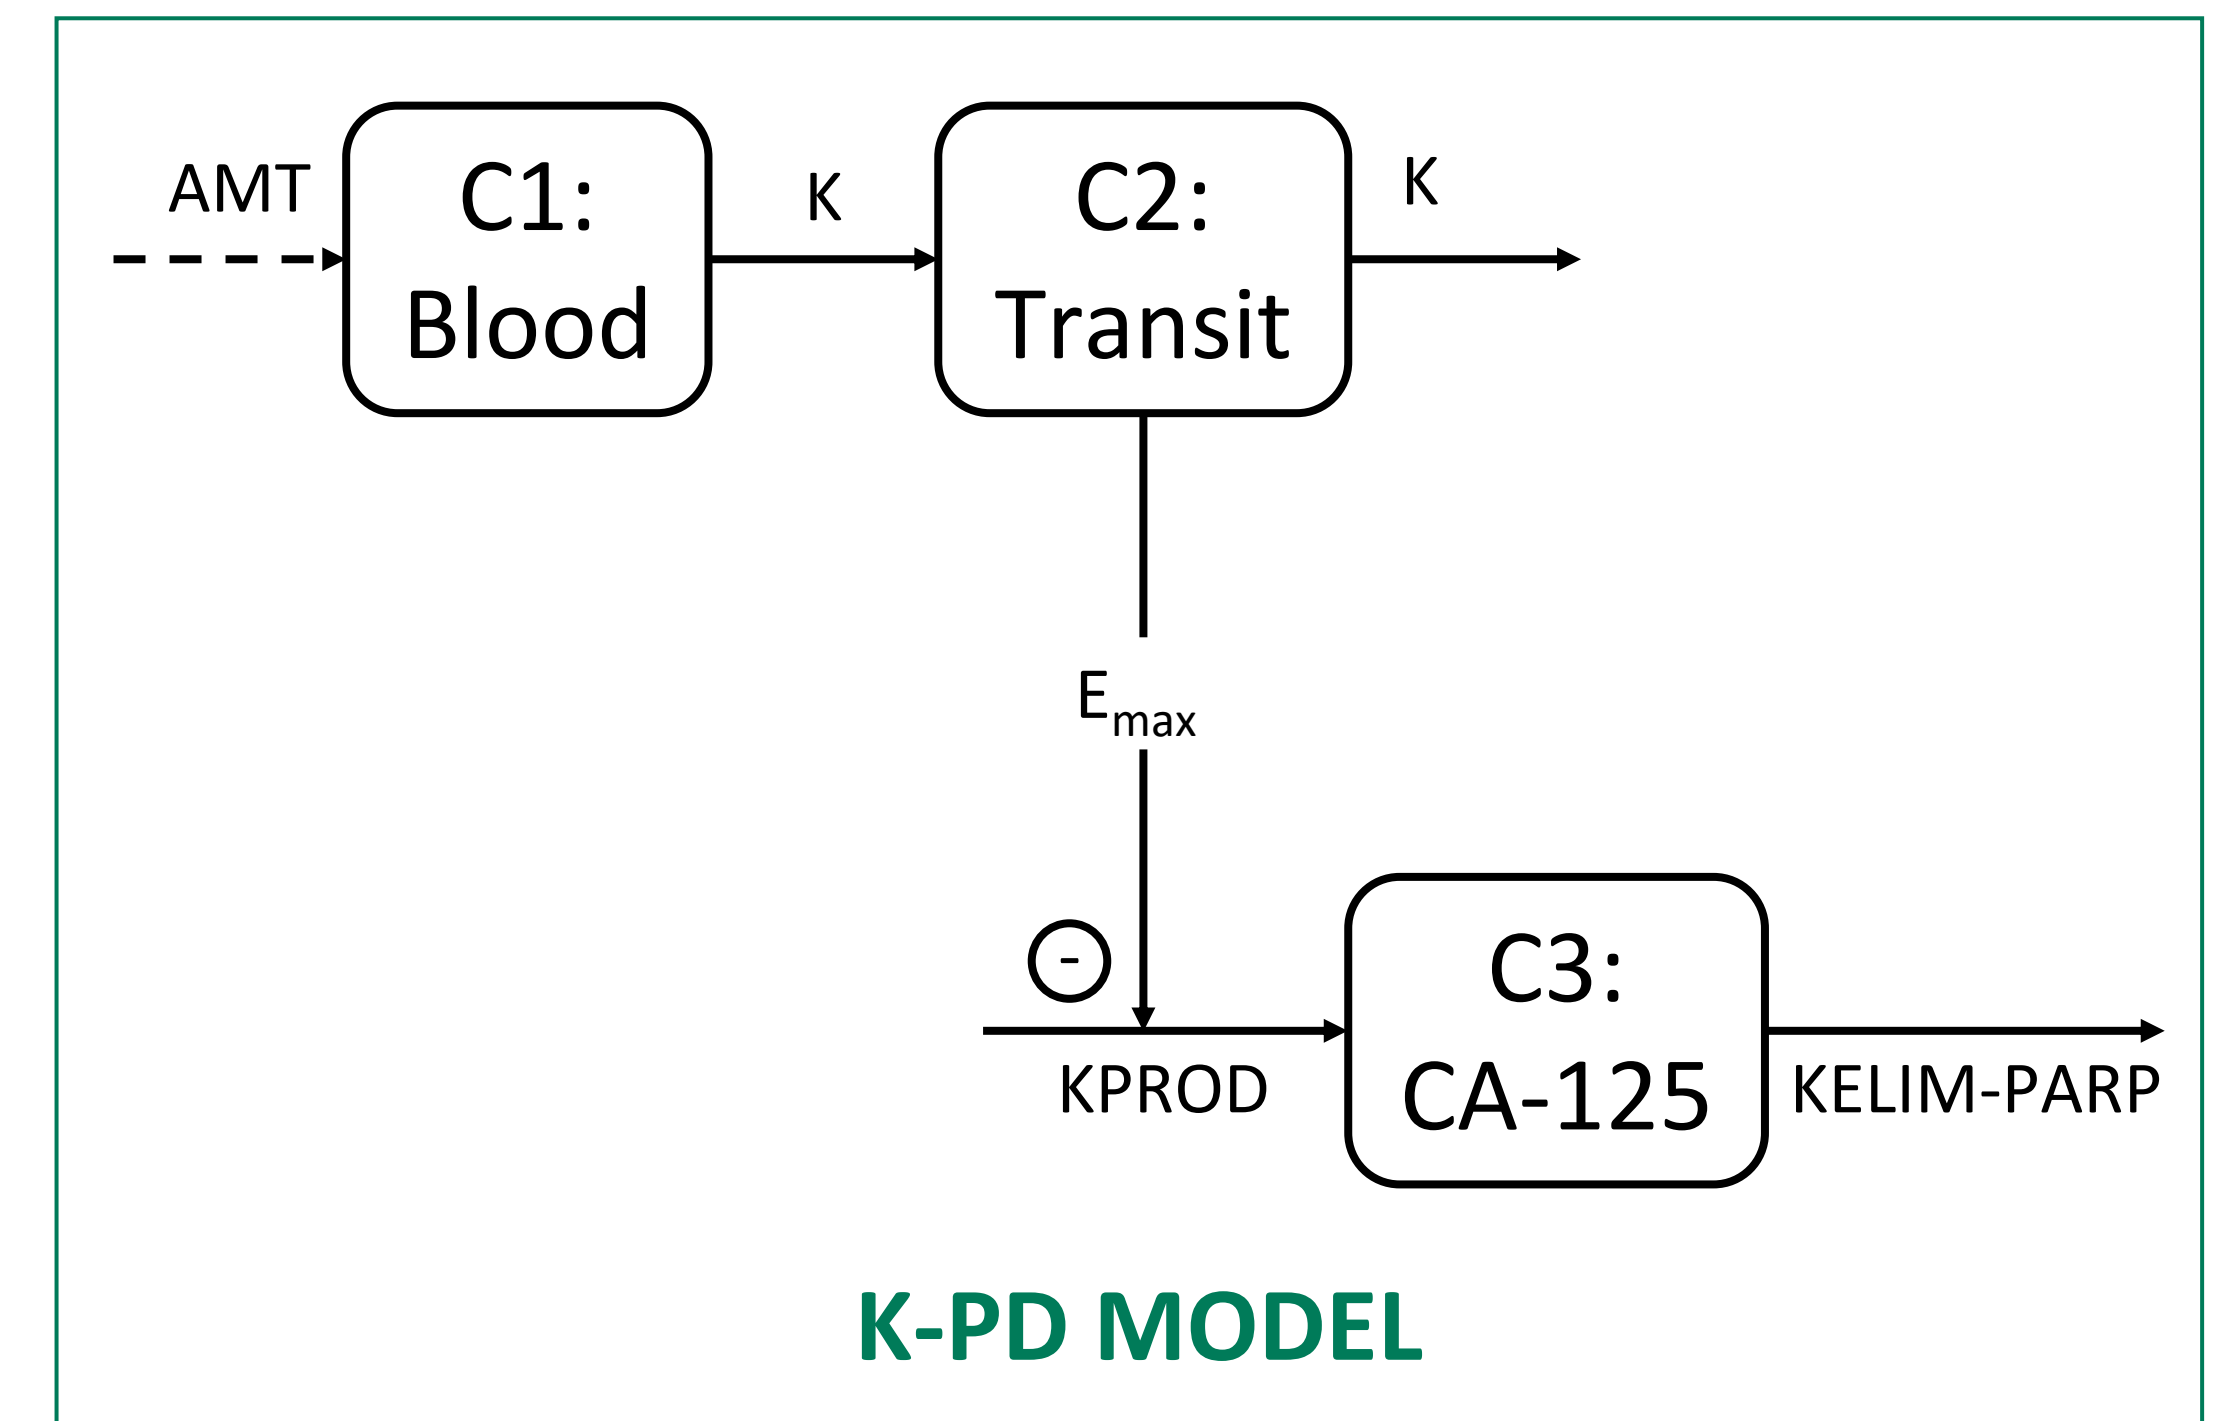 AMT
C1:
Blood
K
C2:
Transit
K
Emax
-
KPROD
C3:
CA-125
KELIM-PARP
K-PD MODEL